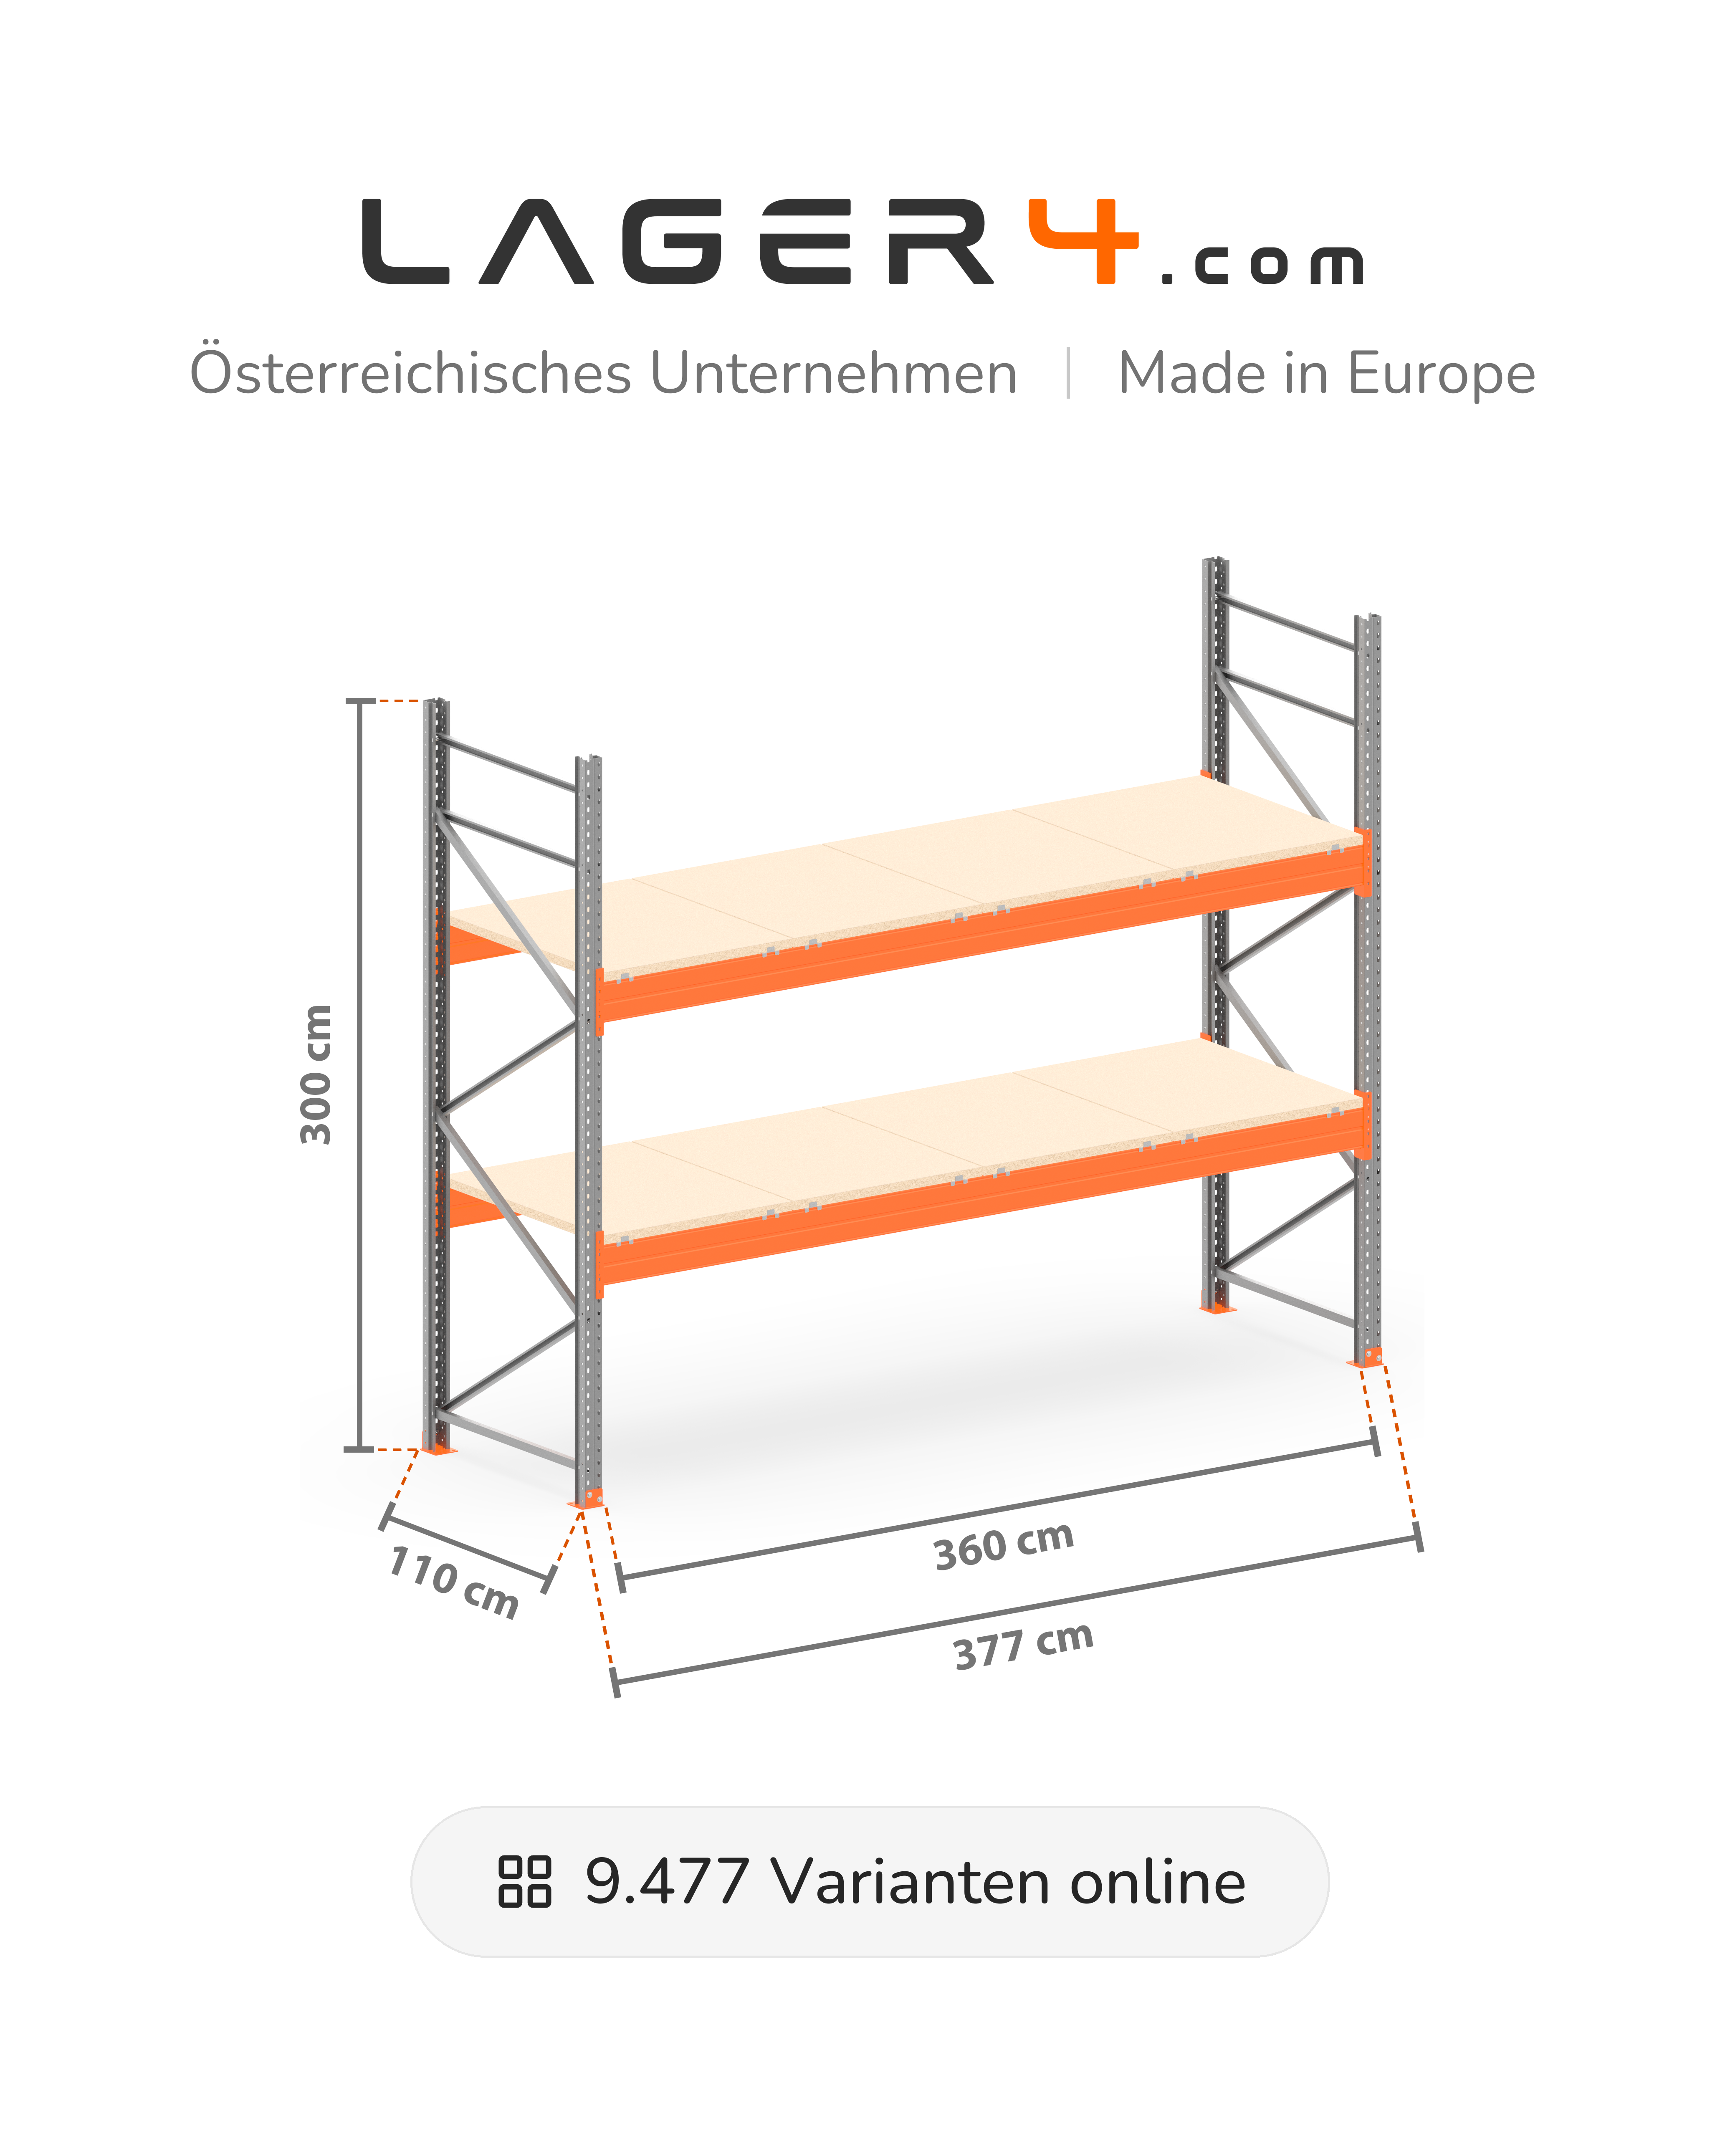 LAGER4.com
Österreichisches Unternehmen | Made in Europe
300 cm
110 cm
360 cm
377 cm
9.477 Varianten online